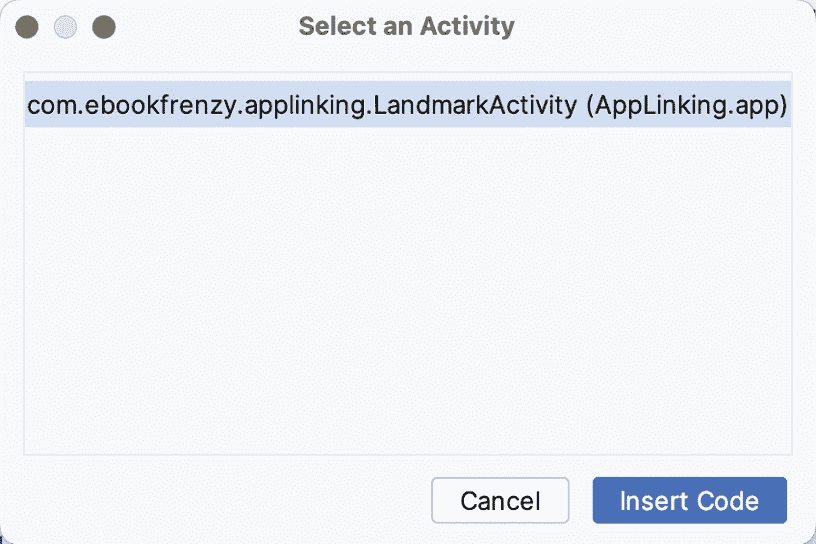 Select an Activity
com.ebookfrenzy.applinking.LandmarkActivity (AppLinking.app)
Cancel
Insert Code